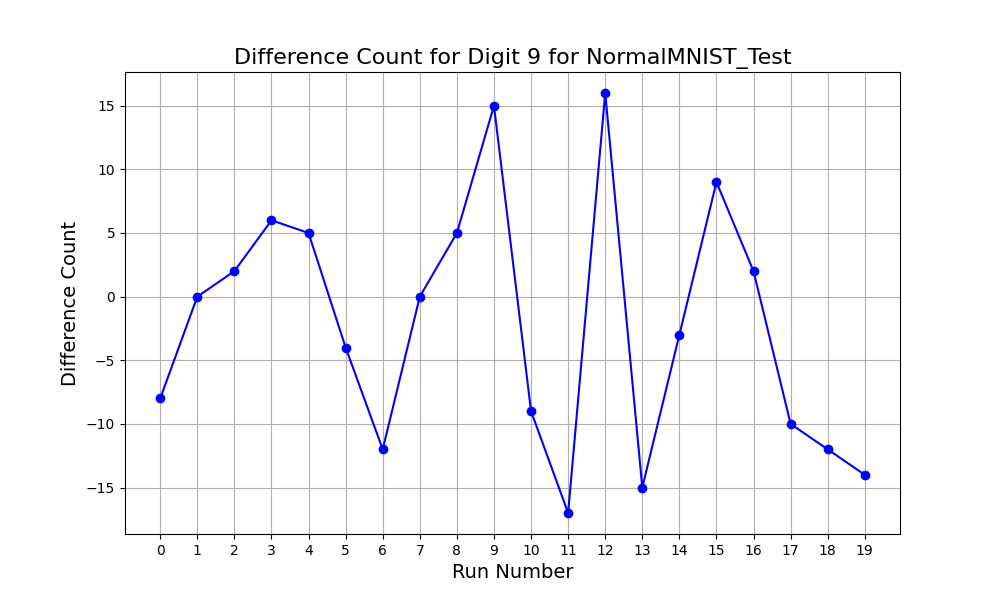 Difference Count for Digit 9 for NormalMNIST_Test
Difference Count
15
10
5
0
−5
−10
−15
0 1 2 3 4 5 6 7 8 9 10 11 12 13 14 15 16 17 18 19
Run Number